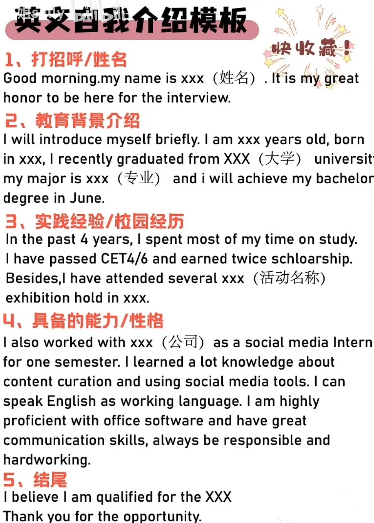 英文自我介绍模板
快收藏!
1、打招呼/姓名
Good morning.my name is xxx（姓名）. It is my great
honor to be here for the interview.
2、教育背景介绍
I will introduce myself briefly. I am xxx years old, born
in xxx, I recently graduated from XXX（大学） universit
my major is xxx（专业） and i will achieve my bachelor
degree in June.
3、实践经验/校园经历
In the past 4 years, I spent most of my time on study.
I have passed CET4/6 and earned twice schloarship.
Besides,I have attended several xxx（活动名称）
exhibition hold in xxx.
4、具备的能力/性格
I also worked with xxx（公司）as a social media Intern
for one semester. I learned a lot knowledge about
content curation and using social media tools. I can
speak English as working language. I am highly
proficient with office software and have great
communication skills, always be responsible and
hardworking.
5、结尾
I believe I am qualified for the XXX
Thank you for the opportunity.